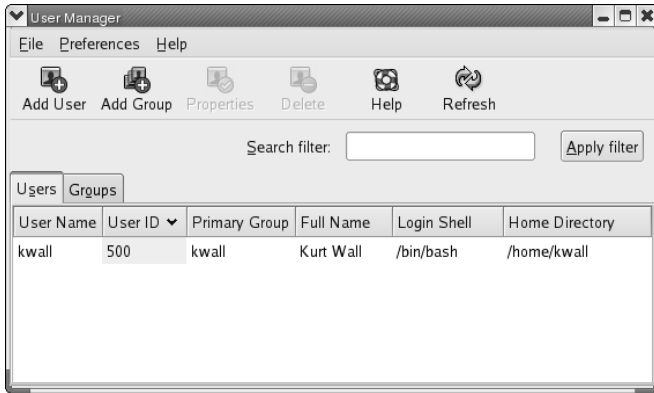 User Manager
File Preferences Help
Add User Add Group Properties Delete Help Refresh
Search filter: Apply filter
Users Groups
User Name User ID Primary Group Full Name Login Shell Home Directory
kwall 500 kwall Kurt Wall /bin/bash /home/kwall